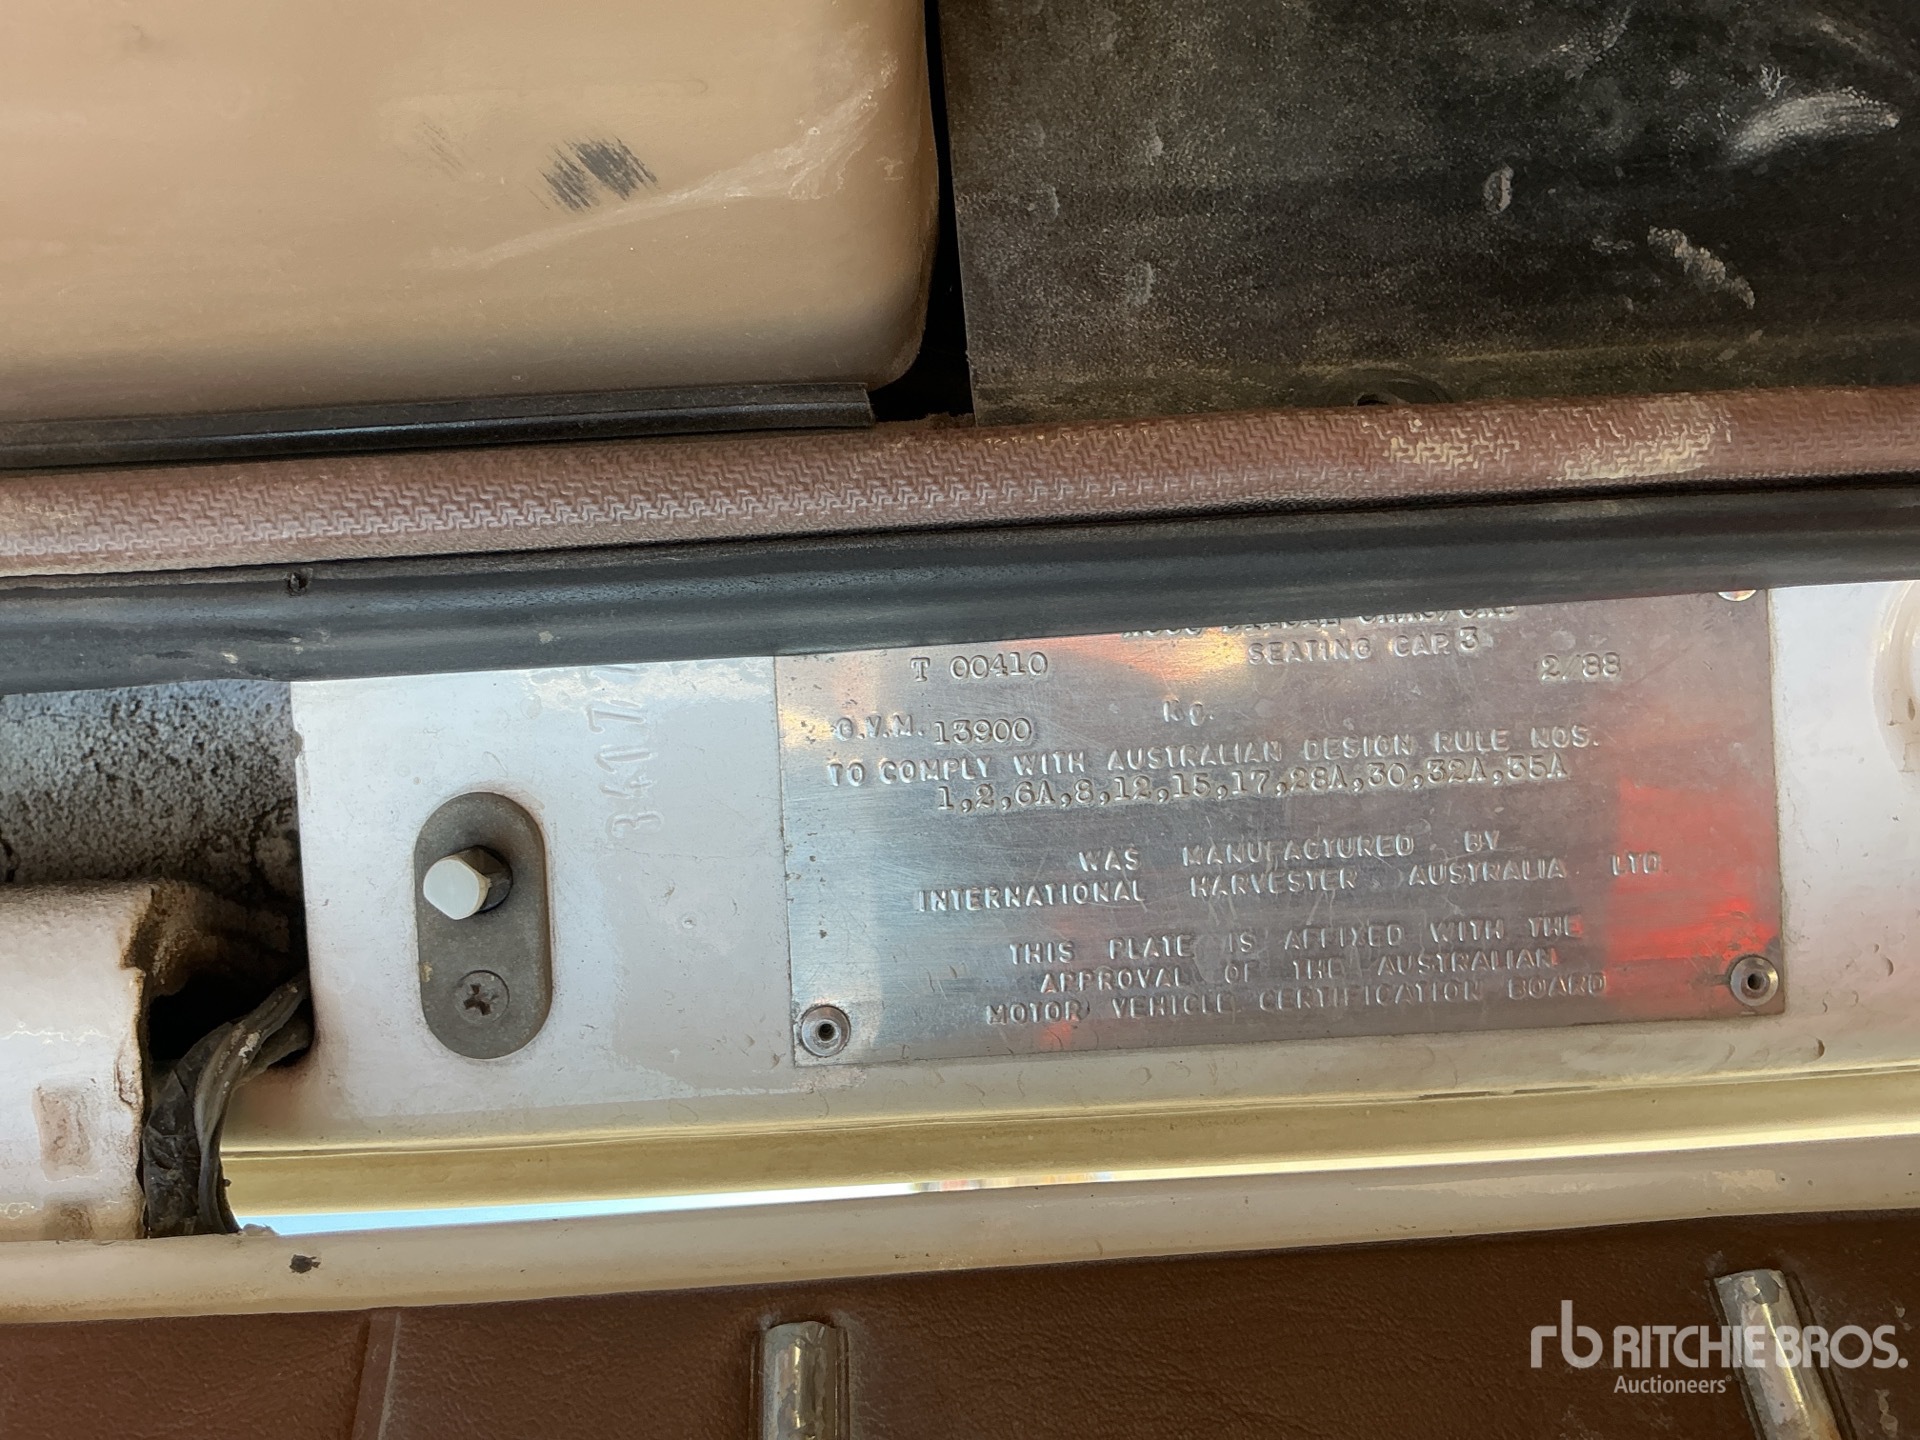 SEATING CAP. 3
T 00410 2/88
G.V.M. 13900 Kg.
TO COMPLY WITH AUSTRALIAN DESIGN RULE NOS.
1,2,6A,8,12,15,17,28A,30,32A,35A
WAS MANUFACTURED BY
INTERNATIONAL HARVESTER AUSTRALIA LTD.
THIS PLATE IS AFFIXED WITH THE
APPROVAL OF THE AUSTRALIAN
MOTOR VEHICLE CERTIFICATION BOARD
rb RITCHIE BROS.
Auctioneers